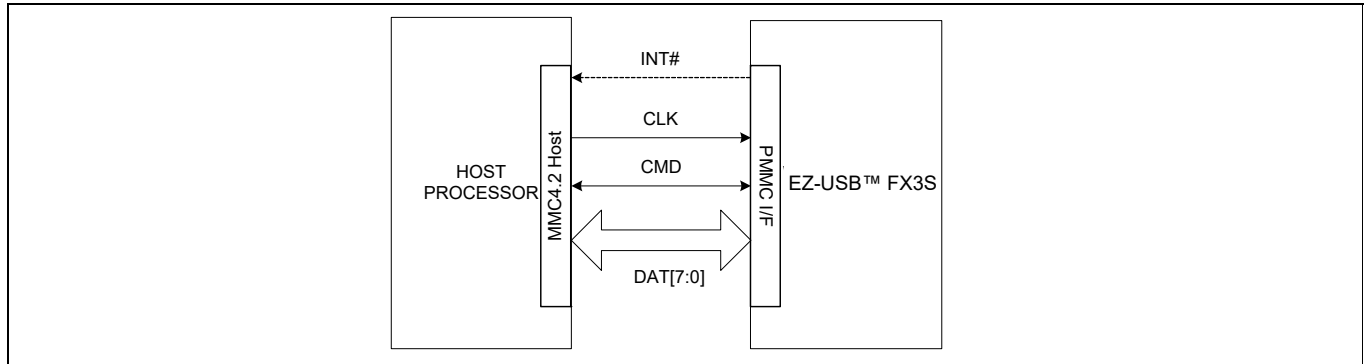 INT#
CLK
CMD
DAT[7:0]
HOST
PROCESSOR
MMC4.2 Host
PMMC I/F
EZ-USB™ FX3S